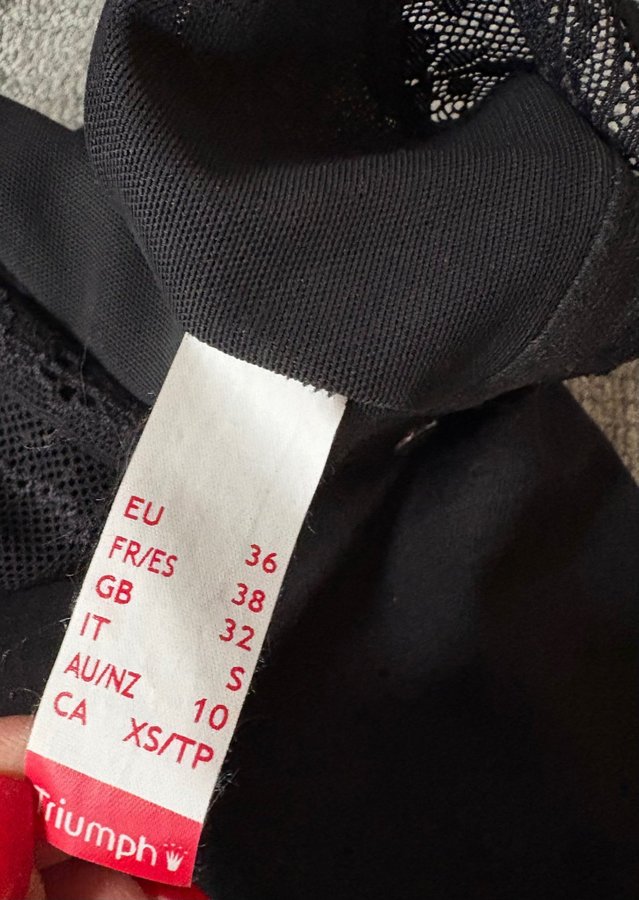 EU 36
FR/ES 38
GB 32
IT S
AU/NZ 10
CA XS/TP
Triumph